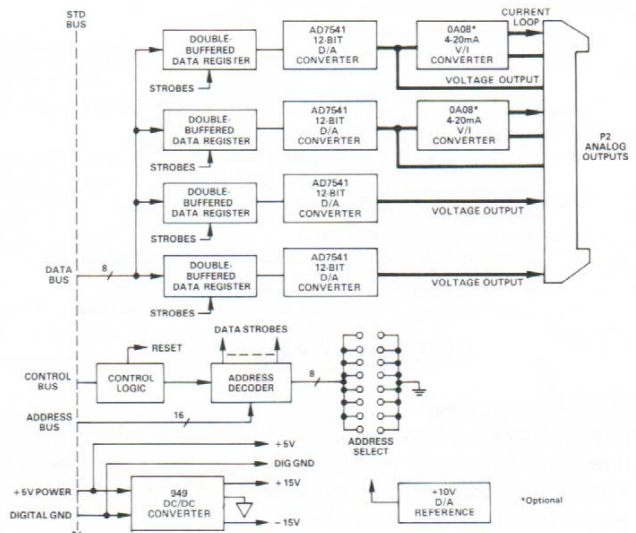 STD
BUS
DOUBLE-
BUFFERED
DATA REGISTER
STROBES
AD7541
12-BIT
D/A
CONVERTER
0A08*
4-20mA
V/I
CONVERTER
CURRENT
LOOP
VOLTAGE OUTPUT
DOUBLE-
BUFFERED
DATA REGISTER
STROBES
AD7541
12-BIT
D/A
CONVERTER
0A08*
4-20mA
V/I
CONVERTER
P2
ANALOG
OUTPUTS
DOUBLE-
BUFFERED
DATA REGISTER
STROBES
AD7541
12-BIT
D/A
CONVERTER
VOLTAGE OUTPUT
DATA
BUS
8
DOUBLE-
BUFFERED
DATA REGISTER
STROBES
AD7541
12-BIT
D/A
CONVERTER
VOLTAGE OUTPUT
DATA STROBES
RESET
CONTROL
BUS
CONTROL
LOGIC
ADDRESS
DECODER
8
ADDRESS
BUS
16
ADDRESS
SELECT
+5V
DIG GND
+15V
+5V POWER
DIGITAL GND
949
DC/DC
CONVERTER
-15V
+10V
D/A
REFERENCE
*Optional